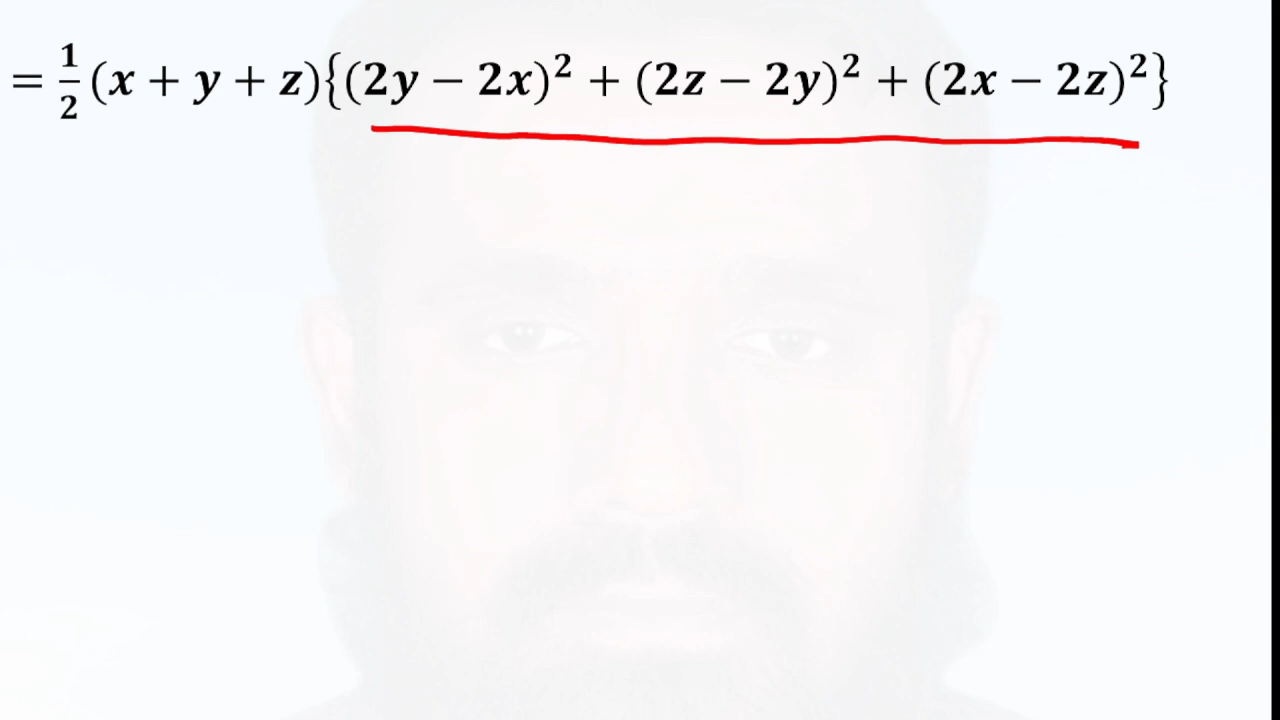 = 1/2 (x + y + z){(2y − 2x)² + (2z − 2y)² + (2x − 2z)²}